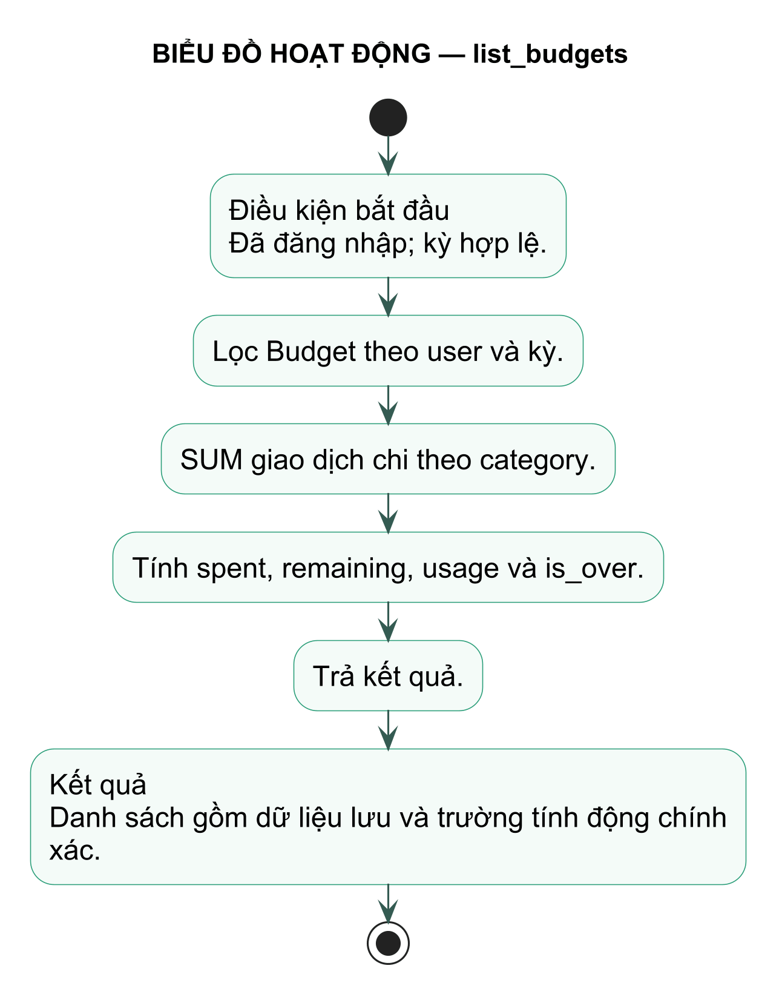 BIỂU ĐỒ HOẠT ĐỘNG — list_budgets
Điều kiện bắt đầu
Đã đăng nhập; kỳ hợp lệ.
Lọc Budget theo user và kỳ.
SUM giao dịch chi theo category.
Tính spent, remaining, usage và is_over.
Trả kết quả.
Kết quả
Danh sách gồm dữ liệu lưu và trường tính động chính
xác.